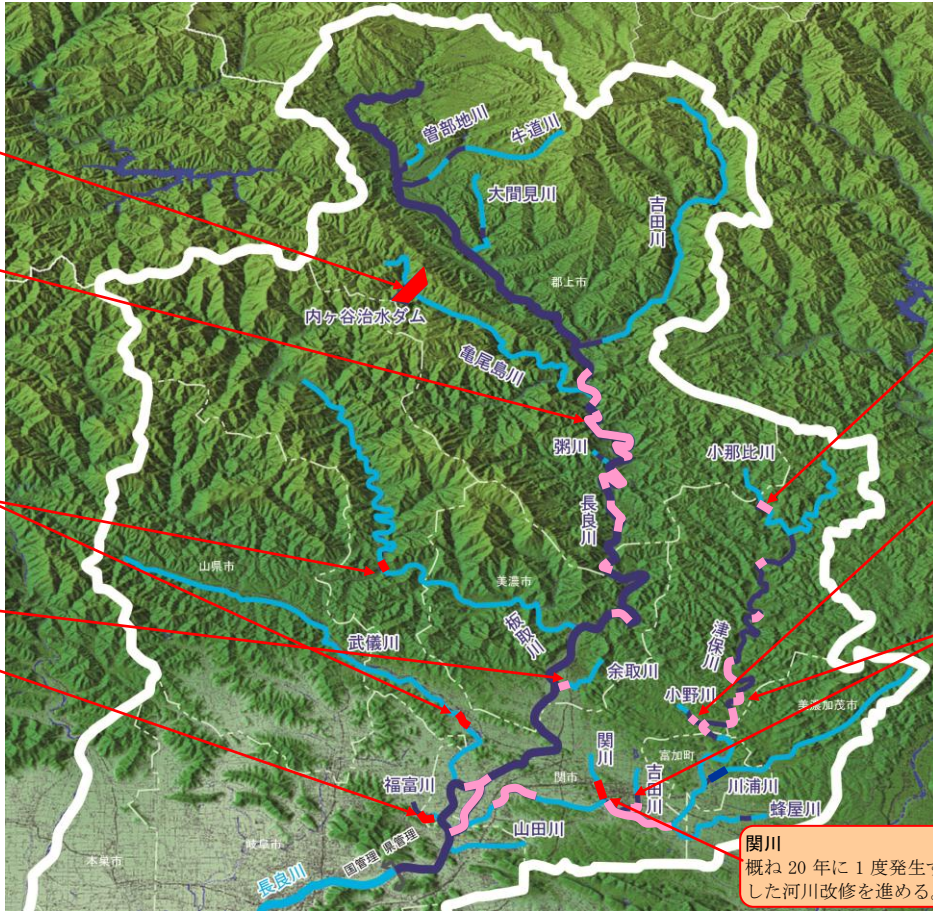 曽部地川
牛道川
大間見川
吉田川
郡上市
内ヶ谷治水ダム
亀尾島川
粥川
小那比川
長良川
山県市
美濃市
板取川
津保川
武儀川
余取川
小野川
美濃加茂市
富加町
関川
関市
吉田川
川浦川
福富川
蜂屋川
山田川
岐阜市
本巣市
国管理
県管理
長良川
関川
概ね 20 年に 1 度発生す
した河川改修を進める。